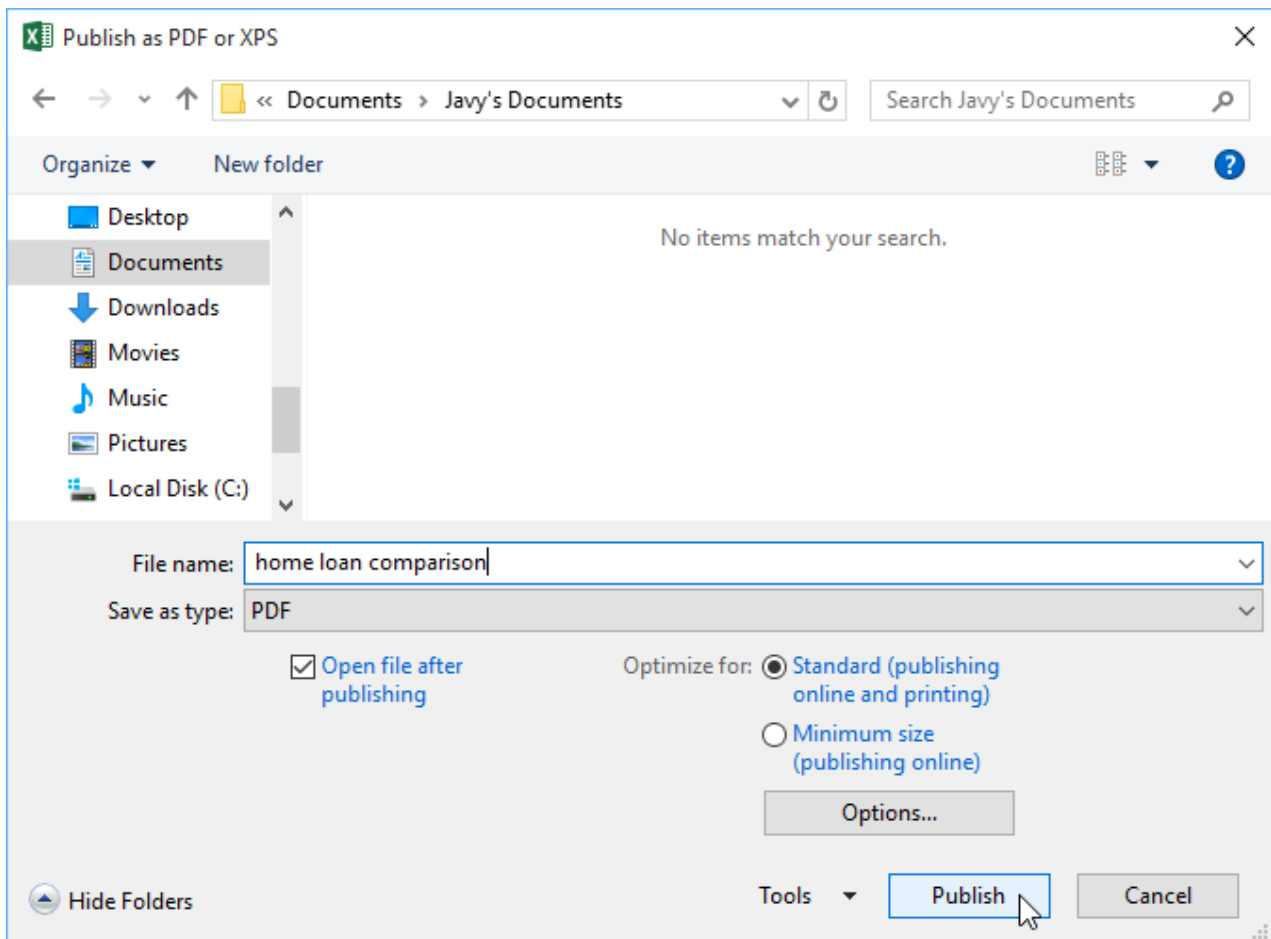 Publish as PDF or XPS
« Documents › Javy's Documents
Search Javy's Documents
Organize
New folder
?
Desktop
Documents
Downloads
Movies
Music
Pictures
Local Disk (C:)
No items match your search.
File name: home loan comparison
Save as type: PDF
Open file after
publishing
Optimize for: Standard (publishing
online and printing)
Minimum size
(publishing online)
Options...
Hide Folders
Tools
Publish
Cancel